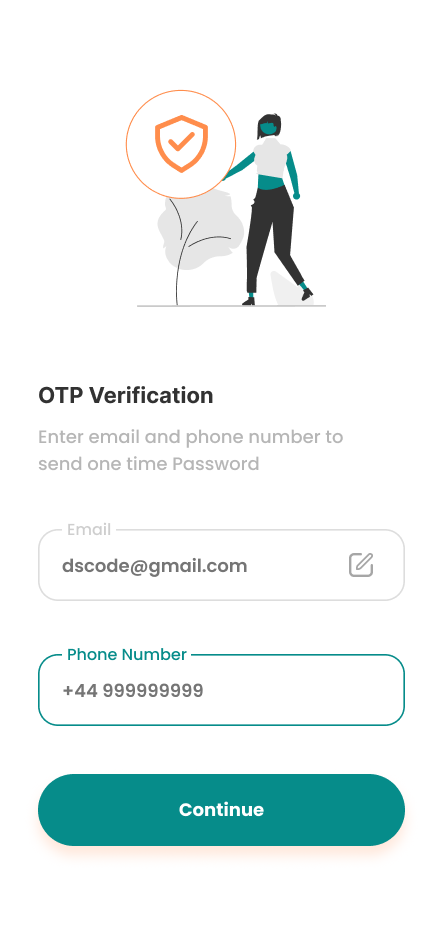 OTP Verification
Enter email and phone number to
send one time Password
Email
dscode@gmail.com
Phone Number
+44 999999999
Continue